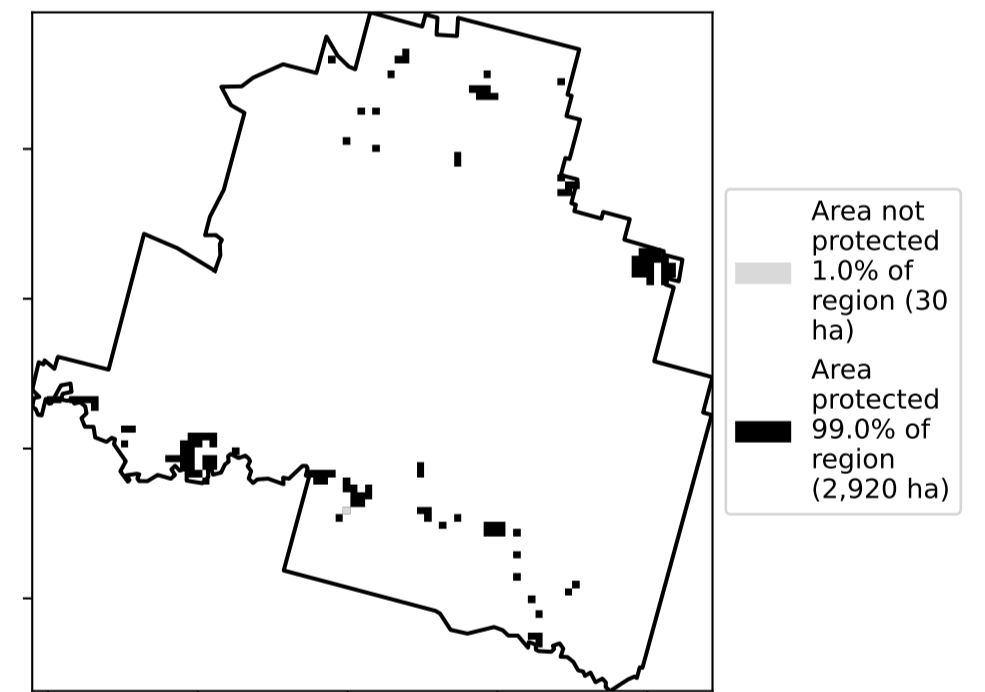 Area not
protected
1.0% of
region (30
ha)
Area
protected
99.0% of
region
(2,920 ha)